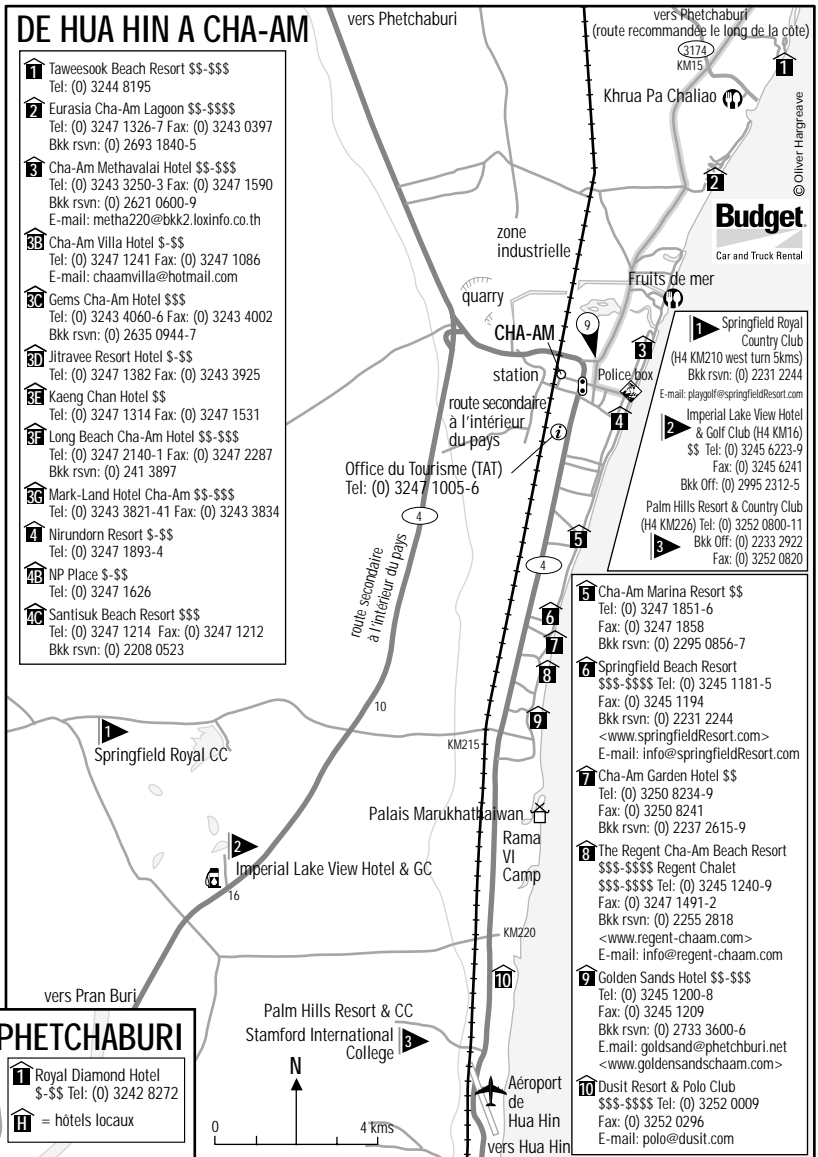 DE HUA HIN A CHA-AM
1 Taweesook Beach Resort $$-$$$
Tel: (0) 3244 8195
2 Eurasia Cha-Am Lagoon $$-$$$$
Tel: (0) 3247 1326-7 Fax: (0) 3243 0397
Bkk rsvn: (0) 2693 1840-5
3 Cha-Am Methavalai Hotel $$-$$$
Tel: (0) 3243 3250-3 Fax: (0) 3247 1590
Bkk rsvn: (0) 2621 0600-9
E-mail: metha220@bkk2.loxinfo.co.th
3B Cha-Am Villa Hotel $-$$
Tel: (0) 3247 1241 Fax: (0) 3247 1086
E-mail: chaamvilla@hotmail.com
3C Gems Cha-Am Hotel $$$
Tel: (0) 3243 4060-6 Fax: (0) 3243 4002
Bkk rsvn: (0) 2635 0944-7
3D Jitravee Resort Hotel $-$$
Tel: (0) 3247 1382 Fax: (0) 3243 3925
3E Kaeng Chan Hotel $$
Tel: (0) 3247 1314 Fax: (0) 3247 1531
3F Long Beach Cha-Am Hotel $$-$$$
Tel: (0) 3247 2140-1 Fax: (0) 3247 2287
Bkk rsvn: (0) 241 3897
3G Mark-Land Hotel Cha-Am $$-$$$
Tel: (0) 3243 3821-41 Fax: (0) 3243 3834
4 Nirundorn Resort $-$$
Tel: (0) 3247 1893-4
4B NP Place $-$$
Tel: (0) 3247 1626
4C Santisuk Beach Resort $$$
Tel: (0) 3247 1214 Fax: (0) 3247 1212
Bkk rsvn: (0) 2208 0523
vers Phetchaburi
vers Phetchaburi
(route recommandée le long de la côte)
3174
KM15
1
Khrua Pa Chaliao
2
© Oliver Hargreave
Budget
Car and Truck Rental
zone
industrielle
quarry
Fruits de mer
9
CHA-AM
3
station
Police box
4
route secondaire
à l'intérieur
du pays
i
Office du Tourisme (TAT)
Tel: (0) 3247 1005-6
4
route secondaire
à l'intérieur du pays
5
4
6
7
8
9
10
KM215
1
Springfield Royal CC
Palais Marukhathaiwan
Rama
VI
Camp
2
Imperial Lake View Hotel & GC
16
KM220
10
vers Pran Buri
Palm Hills Resort & CC
Stamford International
College
3
N
0 4 kms
Aéroport
de
Hua Hin
vers Hua Hin
1 Springfield Royal
Country Club
(H4 KM210 west turn 5kms)
Bkk rsvn: (0) 2231 2244
E-mail: playgolf@springfieldResort.com
2 Imperial Lake View Hotel
& Golf Club (H4 KM16)
$$ Tel: (0) 3245 6223-9
Fax: (0) 3245 6241
Bkk Off: (0) 2995 2312-5
Palm Hills Resort & Country Club
(H4 KM226) Tel: (0) 3252 0800-11
3 Bkk Off: (0) 2233 2922
Fax: (0) 3252 0820
5 Cha-Am Marina Resort $$
Tel: (0) 3247 1851-6
Fax: (0) 3247 1858
Bkk rsvn: (0) 2295 0856-7
6 Springfield Beach Resort
$$$-$$$$ Tel: (0) 3245 1181-5
Fax: (0) 3245 1194
Bkk rsvn: (0) 2231 2244
<www.springfieldResort.com>
E-mail: info@springfieldResort.com
7 Cha-Am Garden Hotel $$
Tel: (0) 3250 8234-9
Fax: (0) 3250 8241
Bkk rsvn: (0) 2237 2615-9
8 The Regent Cha-Am Beach Resort
$$$-$$$$ Regent Chalet
$$$-$$$$ Tel: (0) 3245 1240-9
Fax: (0) 3247 1491-2
Bkk rsvn: (0) 2255 2818
<www.regent-chaam.com>
E-mail: info@regent-chaam.com
9 Golden Sands Hotel $$-$$$
Tel: (0) 3245 1200-8
Fax: (0) 3245 1209
Bkk rsvn: (0) 2733 3600-6
E.mail: goldsand@phetchburi.net
<www.goldensandschaam.com>
10 Dusit Resort & Polo Club
$$$-$$$$ Tel: (0) 3252 0009
Fax: (0) 3252 0296
E-mail: polo@dusit.com
PHETCHABURI
1 Royal Diamond Hotel
$-$$ Tel: (0) 3242 8272
H = hôtels locaux